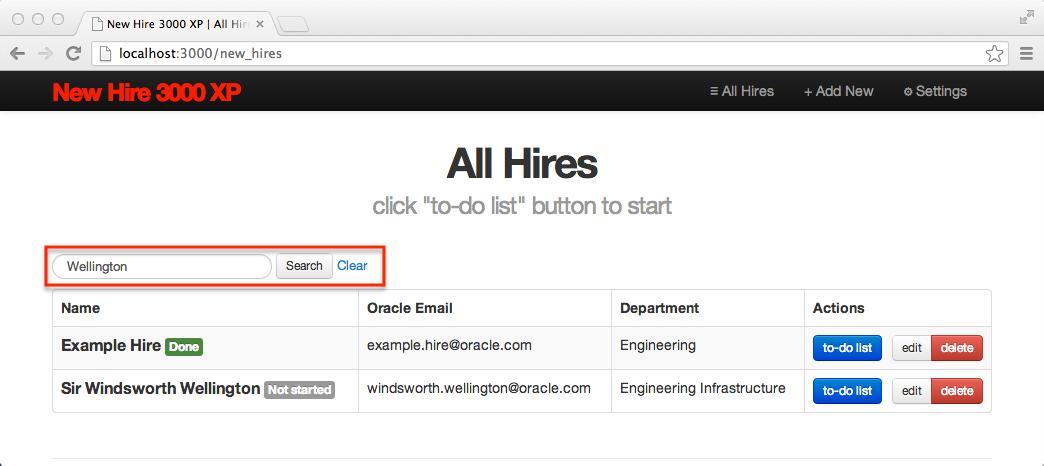 New Hire 3000 XP | All Hir
localhost:3000/new_hires
New Hire 3000 XP
≡ All Hires + Add New ⚙ Settings
All Hires
click "to-do list" button to start
Wellington Search Clear
Name Oracle Email Department Actions
Example Hire Done example.hire@oracle.com Engineering to-do list edit delete
Sir Windsworth Wellington Not started windsworth.wellington@oracle.com Engineering Infrastructure to-do list edit delete